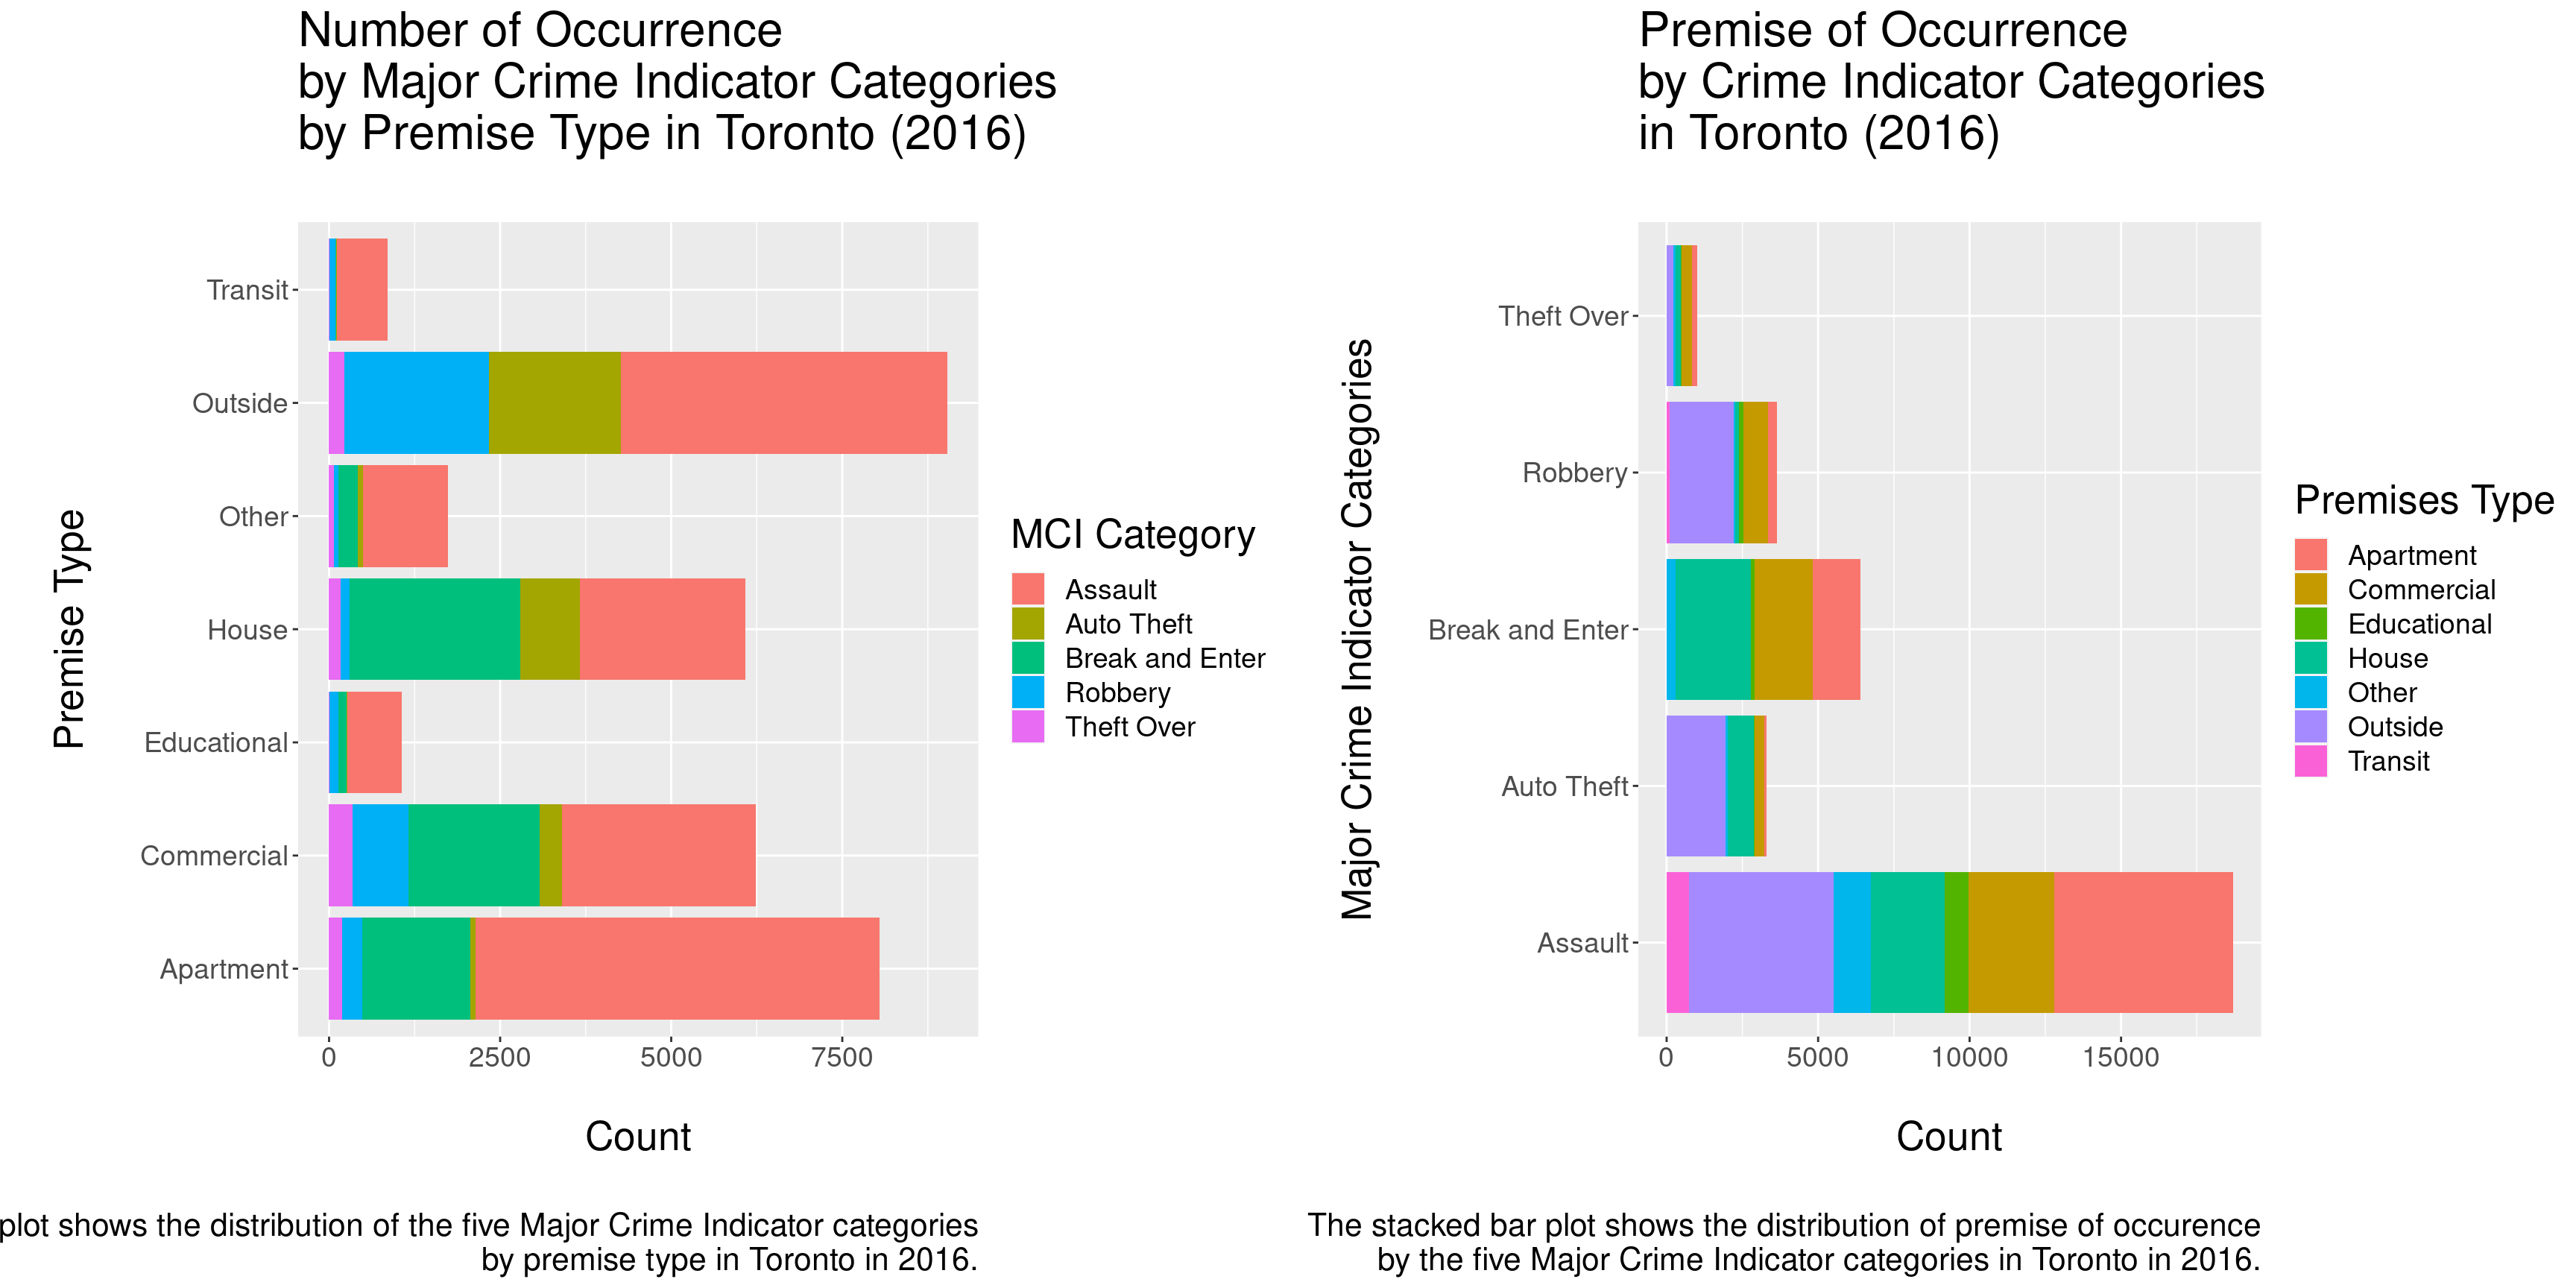 Number of Occurrence
by Major Crime Indicator Categories
by Premise Type in Toronto (2016)
Premise Type
Transit
Outside
Other
House
Educational
Commercial
Apartment
0 2500 5000 7500
Count
MCI Category
Assault
Auto Theft
Break and Enter
Robbery
Theft Over
plot shows the distribution of the five Major Crime Indicator categories
by premise type in Toronto in 2016.
Premise of Occurrence
by Crime Indicator Categories
in Toronto (2016)
Major Crime Indicator Categories
Theft Over
Robbery
Break and Enter
Auto Theft
Assault
0 5000 10000 15000
Count
Premises Type
Apartment
Commercial
Educational
House
Other
Outside
Transit
The stacked bar plot shows the distribution of premise of occurence
by the five Major Crime Indicator categories in Toronto in 2016.